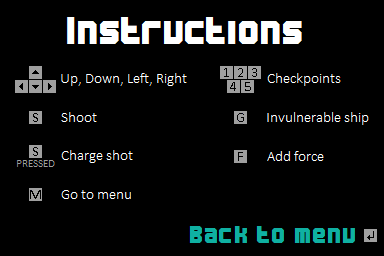 Instructions
Up, Down, Left, Right
1 2 3
4 5
Checkpoints
S Shoot
G Invulnerable ship
S
PRESSED
Charge shot
F Add force
M Go to menu
Back to menu